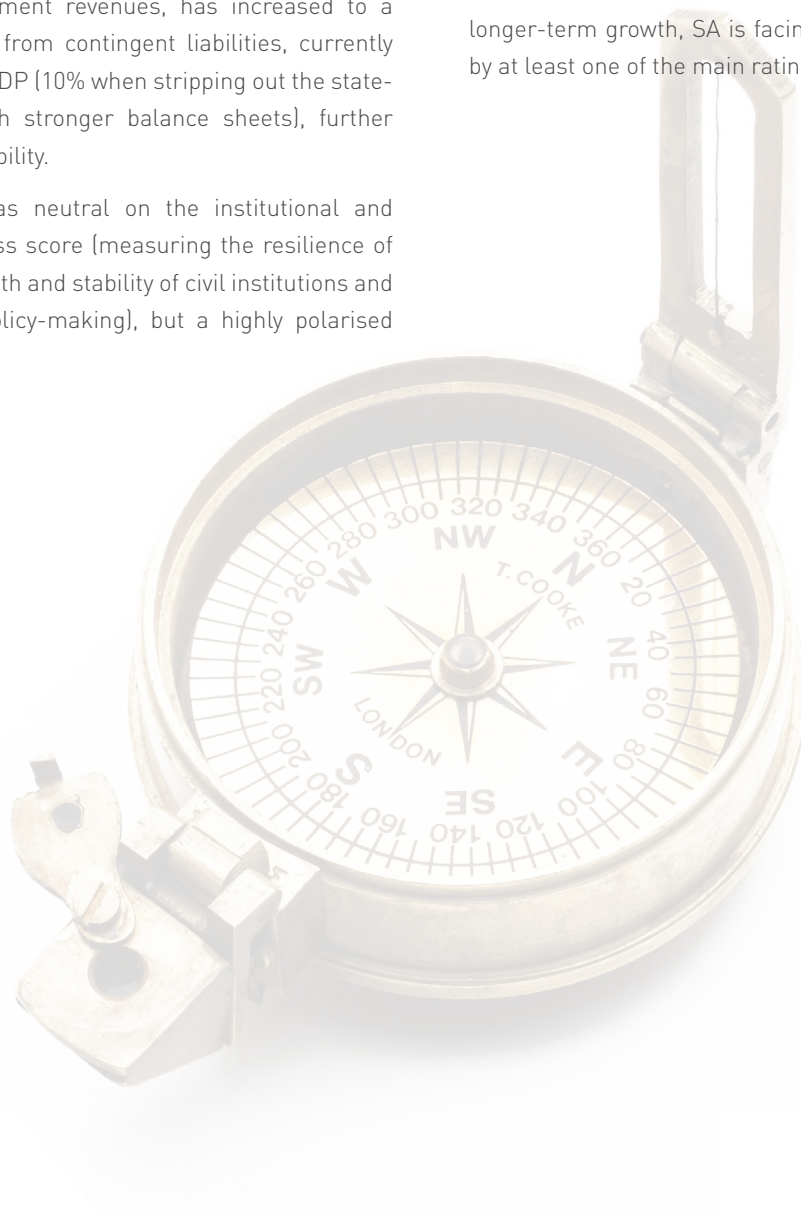 ment revenues, has increased to a
from contingent liabilities, currently
DP (10% when stripping out the state-
h stronger balance sheets), further
bility.
as neutral on the institutional and
ss score (measuring the resilience of
th and stability of civil institutions and
olicy-making), but a highly polarised
longer-term growth, SA is facin
by at least one of the main ratin
20 40 60 80 100 120 140 160 180 200 220 240 260 280 300 320 340 360
N NE E SE S SW W NW
T. COOKE
LONDON